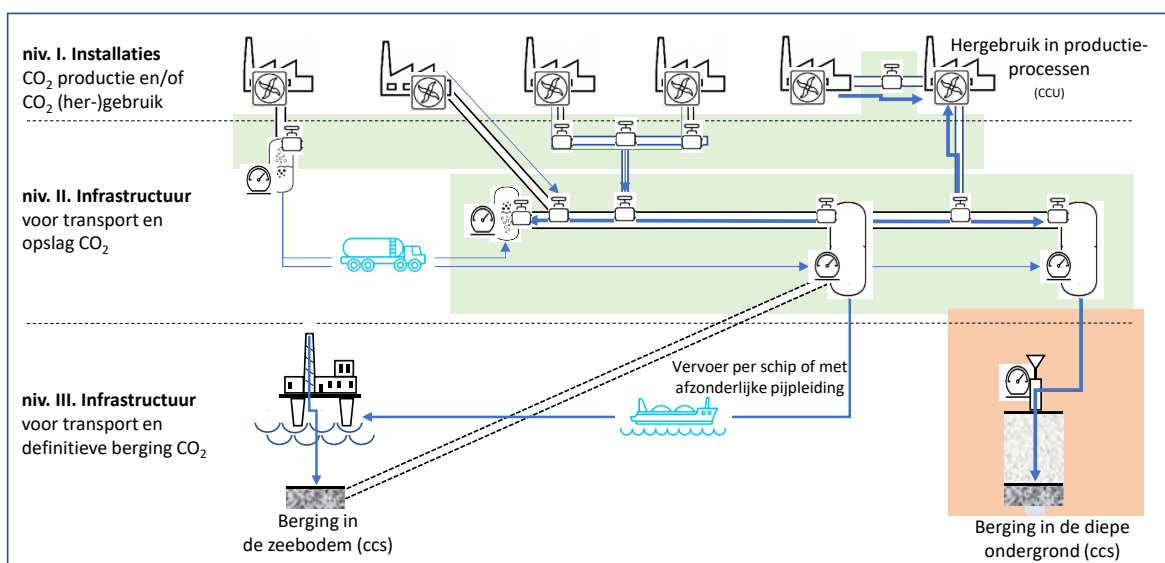 niv. I. Installaties
CO₂ productie en/of
CO₂ (her-)gebruik
Hergebruik in productie-
processen
(CCU)
niv. II. Infrastructuur
voor transport en
opslag CO₂
niv. III. Infrastructuur
voor transport en
definitieve berging CO₂
Vervoer per schip of met
afzonderlijke pijpleiding
Berging in
de zeebodem (ccs)
Berging in de diepe
ondergrond (ccs)